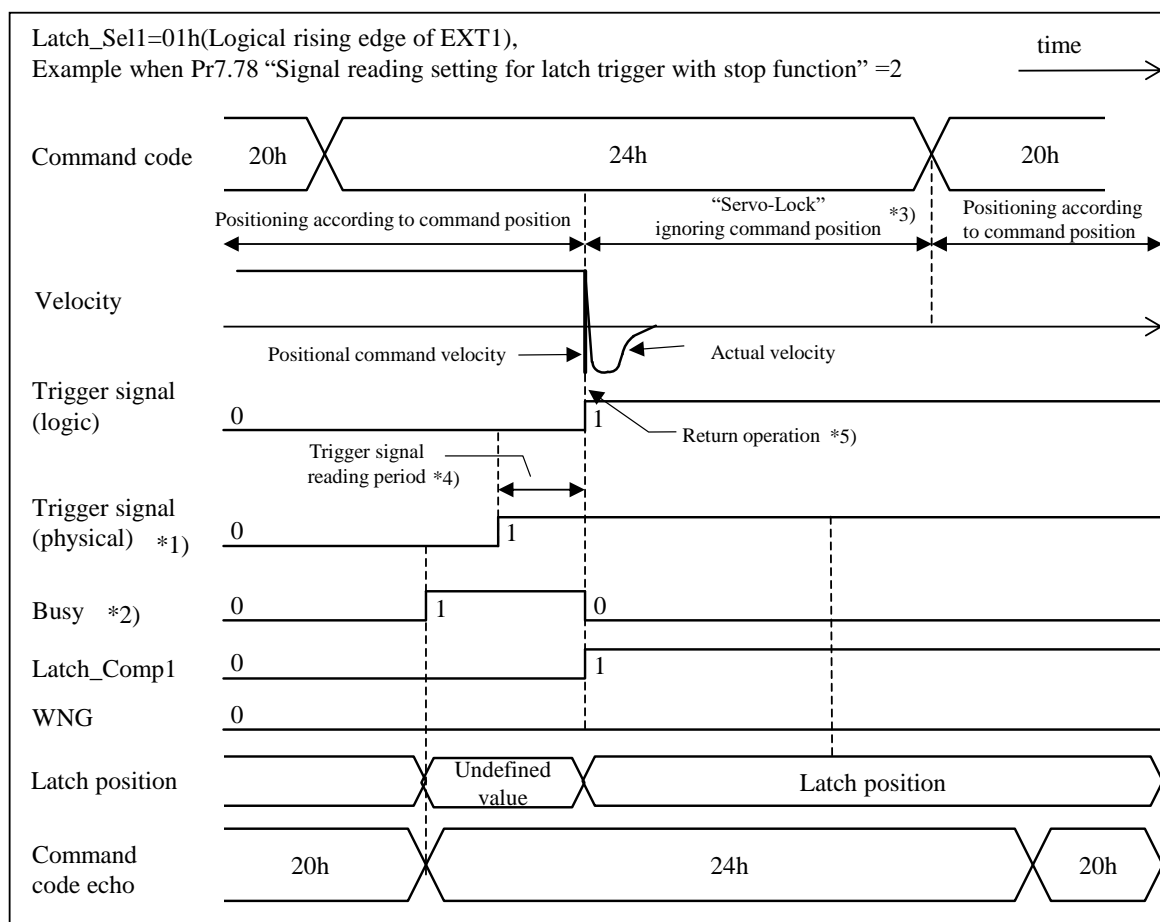 Latch_Sel1=01h(Logical rising edge of EXT1),
Example when Pr7.78 “Signal reading setting for latch trigger with stop function” =2
time
Command code
20h
24h
20h
Positioning according to command position
“Servo-Lock”
ignoring command position *3)
Positioning according
to command position
Velocity
Positional command velocity
Actual velocity
Trigger signal
(logic)
0
1
Return operation *5)
Trigger signal
reading period *4)
Trigger signal
(physical) *1)
0
1
Busy *2)
0
1
0
Latch_Comp1
0
1
WNG
0
Latch position
Undefined
value
Latch position
Command
code echo
20h
24h
20h